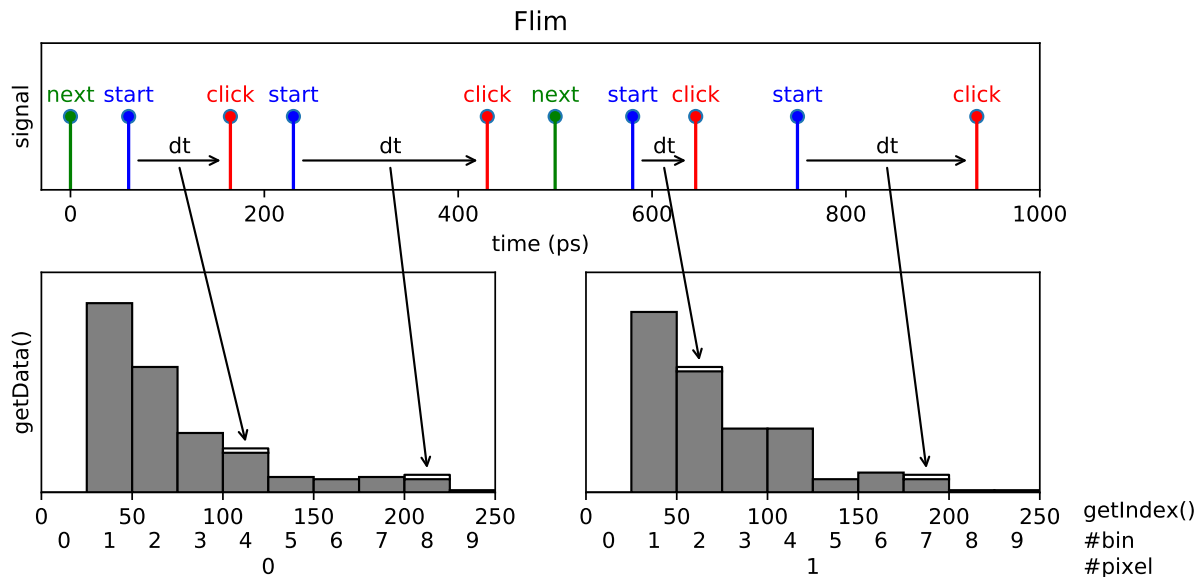 Flim
signal
next start click start click next start click start click
dt dt dt dt
0 200 400 600 800 1000
time (ps)
getData()
0 50 100 150 200 250 0 50 100 150 200 250 getIndex()
0 1 2 3 4 5 6 7 8 9 0 1 2 3 4 5 6 7 8 9 #bin
0 1 #pixel